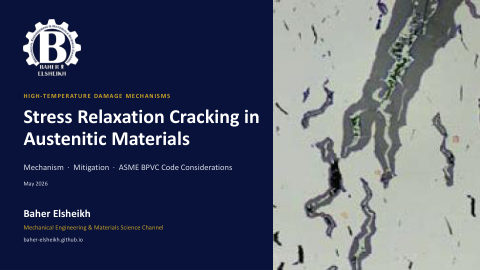 B
BAHER R
ELSHEIKH
HIGH-TEMPERATURE DAMAGE MECHANISMS
Stress Relaxation Cracking in
Austenitic Materials
Mechanism · Mitigation · ASME BPVC Code Considerations
May 2026
Baher Elsheikh
Mechanical Engineering & Materials Science Channel
baher-elsheikh.github.io